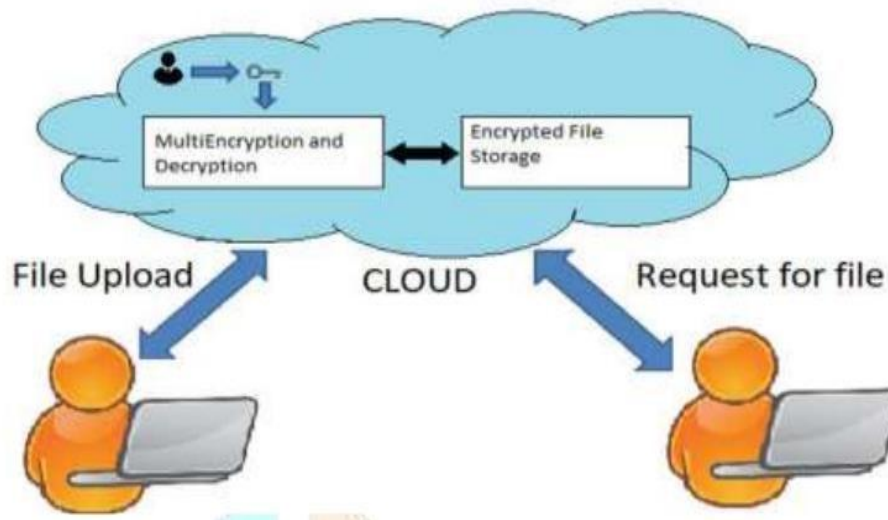 MultiEncryption and
Decryption
Encrypted File
Storage
File Upload
CLOUD
Request for file